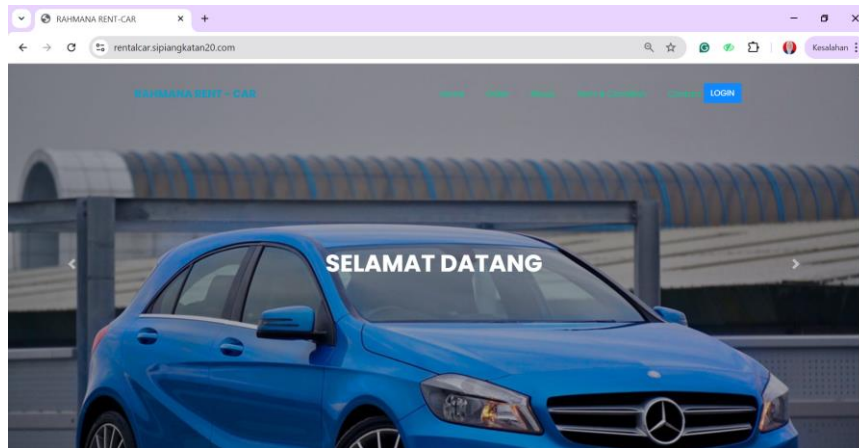 RAHMANA RENT-CAR
rentalcar.sipiangkatan20.com
Kesalahan
RAHMANA RENT - CAR
LOGIN
SELAMAT DATANG